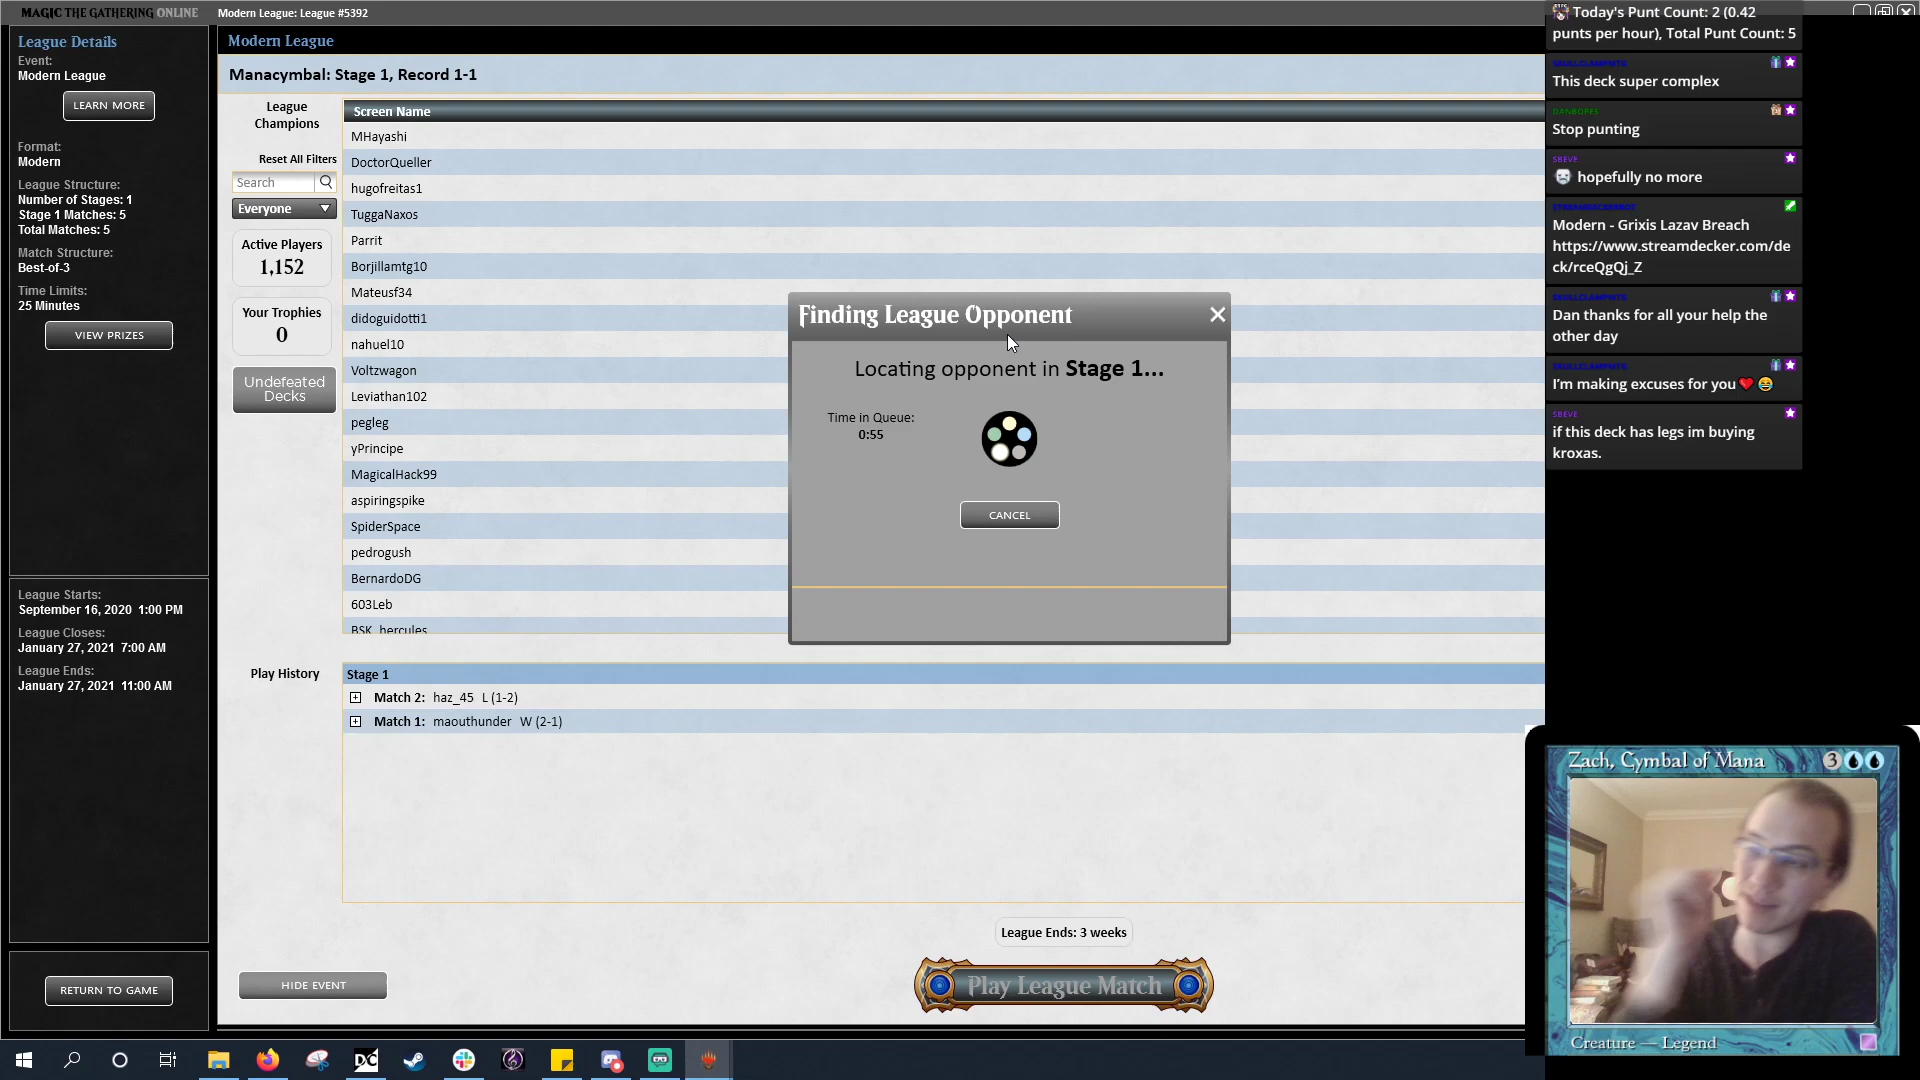 MAGIC THE GATHERING ONLINE
Modern League: League #5392
League Details
Event:
Modern League
LEARN MORE
Format:
Modern
League Structure:
Number of Stages: 1
Stage 1 Matches: 5
Total Matches: 5
Match Structure:
Best-of-3
Time Limits:
25 Minutes
VIEW PRIZES
League Starts:
September 16, 2020 1:00 PM
League Closes:
January 27, 2021 7:00 AM
League Ends:
January 27, 2021 11:00 AM
RETURN TO GAME
Modern League
Manacymbal: Stage 1, Record 1-1
League
Champions
Reset All Filters
Search
Everyone
Active Players
1,152
Your Trophies
0
Undefeated
Decks
Screen Name
MHayashi
DoctorQueller
hugofreitas1
TuggaNaxos
Parrit
Borjillamtg10
Mateusf34
didoguidotti1
nahuel10
Voltzwagon
Leviathan102
pegleg
yPrincipe
MagicalHack99
aspiringspike
SpiderSpace
pedrogush
BernardoDG
603Leb
BSK_hercules
Finding League Opponent
Locating opponent in Stage 1...
Time in Queue:
0:55
CANCEL
Play History
Stage 1
Match 2: haz_45 L (1-2)
Match 1: maouthunder W (2-1)
League Ends: 3 weeks
HIDE EVENT
Play League Match
Today's Punt Count: 2 (0.42
punts per hour), Total Punt Count: 5
SKULLCLAMPMTG
This deck super complex
DANBOPES
Stop punting
SBEVE
hopefully no more
STREAMDECKERBOT
Modern - Grixis Lazav Breach
https://www.streamdecker.com/de
ck/rceQgQj_Z
SKULLCLAMPMTG
Dan thanks for all your help the
other day
SKULLCLAMPMTG
I'm making excuses for you
SBEVE
if this deck has legs im buying
kroxas.
Zach, Cymbal of Mana 3
Creature — Legend
DC